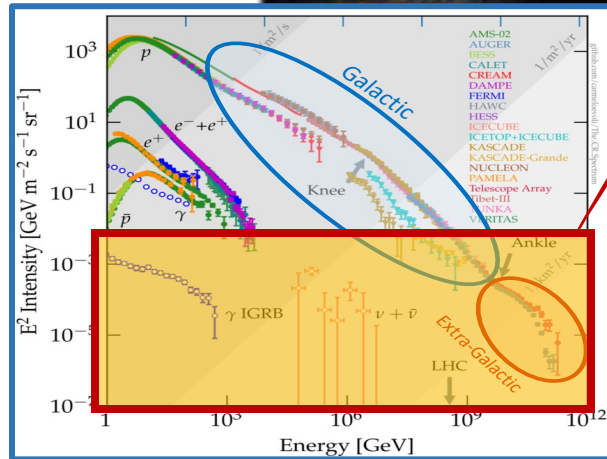 10³
10¹
10⁻¹
10⁻³
10⁻⁵
10⁻⁷
E² Intensity [GeV m⁻² s⁻¹ sr⁻¹]
1
10³
10⁶
10⁹
10¹²
Energy [GeV]
p
e⁻+e⁺
e⁺
p̄
γ
/m²/s
1/m²/yr
km²/yr
Galactic
Knee
Ankle
Extra-Galactic
γ IGRB
ν + ν̄
LHC
AMS-02
AUGER
BESS
CALET
CREAM
DAMPE
FERMI
HAWC
HESS
ICECUBE
ICETOP+ICECUBE
KASCADE
KASCADE-Grande
NUCLEON
PAMELA
Telescope Array
Tibet-III
VERITAS